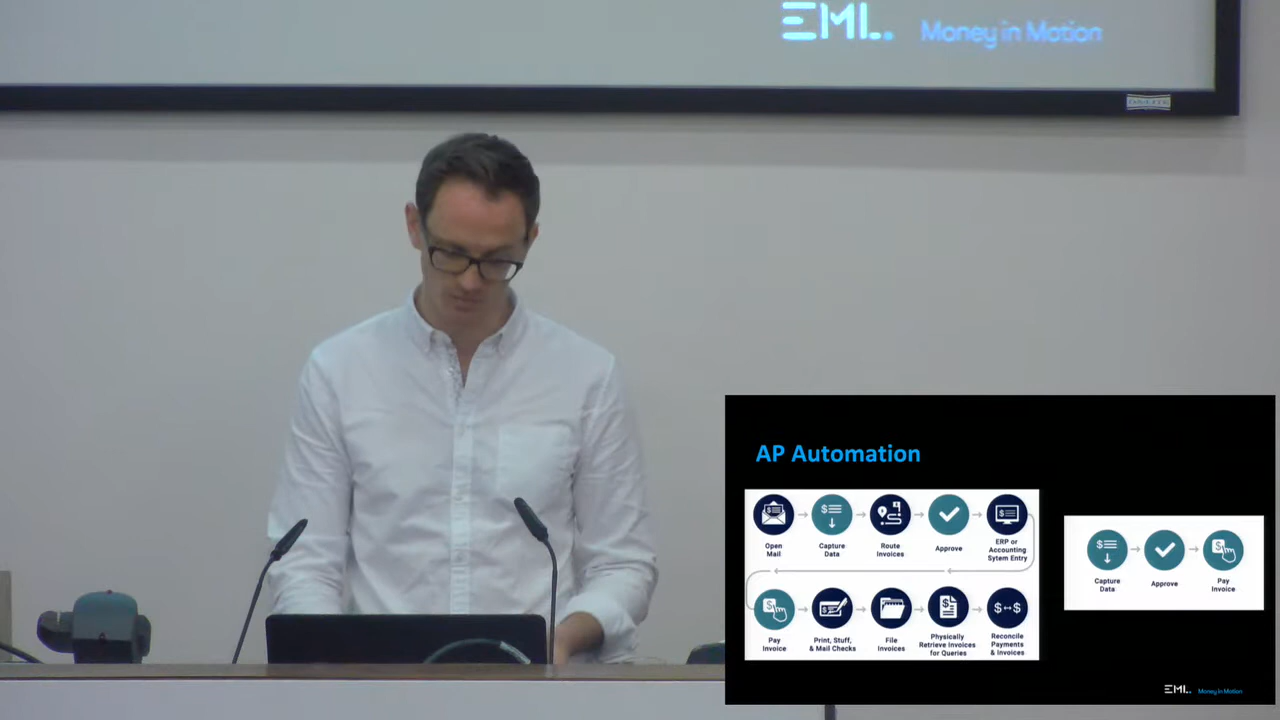 EML. Money in Motion
AP Automation
Open
Mail
Capture
Data
Route
Invoices
Approve
ERP or
Accounting
Sytem Entry
Pay
Invoice
Print, Stuff,
& Mail Checks
File
Invoices
Physically
Retrieve Invoices
for Queries
Reconcile
Payments
& Invoices
Capture
Data
Approve
Pay
Invoice
EML. Money in Motion